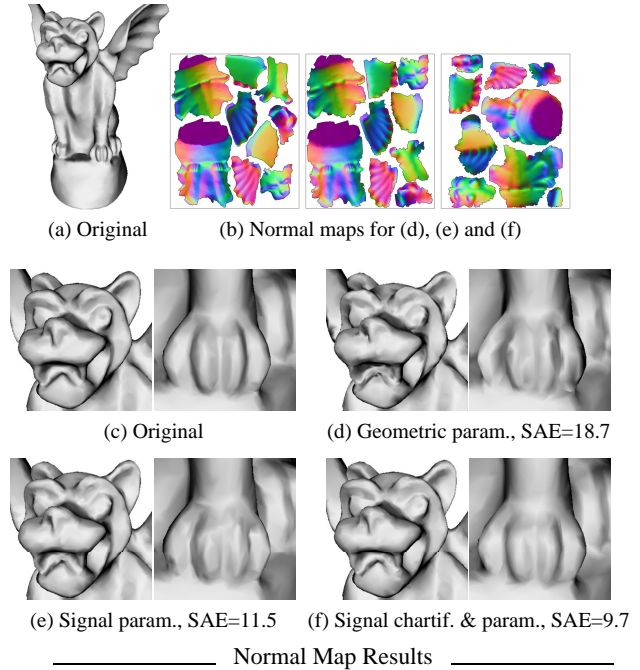 (a) Original
(b) Normal maps for (d), (e) and (f)
(c) Original
(d) Geometric param., SAE=18.7
(e) Signal param., SAE=11.5
(f) Signal chartif. & param., SAE=9.7
Normal Map Results